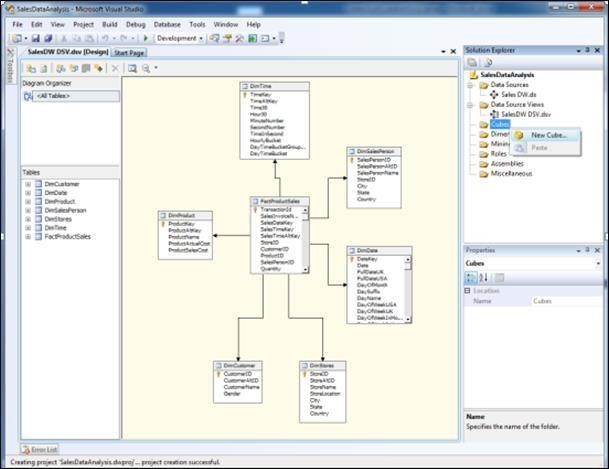 SalesDataAnalysis - Microsoft Visual Studio
File Edit View Project Build Debug Database Tools Window Help
Development
SalesDW DSV.dsv [Design] Start Page
Toolbox
Diagram Organizer
<All Tables>
Tables
DimCustomer
DimDate
DimProduct
DimSalesPerson
DimStores
DimTime
FactProductSales
DimTime
TimeKey
TimeAltKey
Time30
Hour30
MinuteNumber
SecondNumber
TimeInSecond
HourlyBucket
DayTimeBucketGroup...
DayTimeBucket
DimSalesPerson
SalesPersonID
SalesPersonAltID
SalesPersonName
StoreID
City
State
Country
FactProductSales
TransactionId
SalesInvoiceN...
SalesDateKey
SalesTimeKey
SalesTimeAltKey
StoreID
CustomerID
ProductID
SalesPersonID
Quantity
DimProduct
ProductKey
ProductAltKey
ProductName
ProductActualCost
ProductSalesCost
DimDate
DateKey
Date
FullDateUK
FullDateUSA
DayOfMonth
DaySuffix
DayName
DayOfWeekUSA
DayOfWeekUK
DayOfWeekInMo...
DimCustomer
CustomerID
CustomerAltID
CustomerName
Gender
DimStores
StoreID
StoreAltID
StoreName
StoreLocation
City
State
Country
Solution Explorer
SalesDataAnalysis
Data Sources
Sales DW.ds
Data Source Views
SalesDW DSV.dsv
Cubes
New Cube...
Paste
Dimen
Mining
Roles
Assemblies
Miscellaneous
Properties
Cubes
Location
Name Cubes
Name
Specifies the name of the folder.
Error List
Creating project 'SalesDataAnalysis.dwproj'... project creation successful.